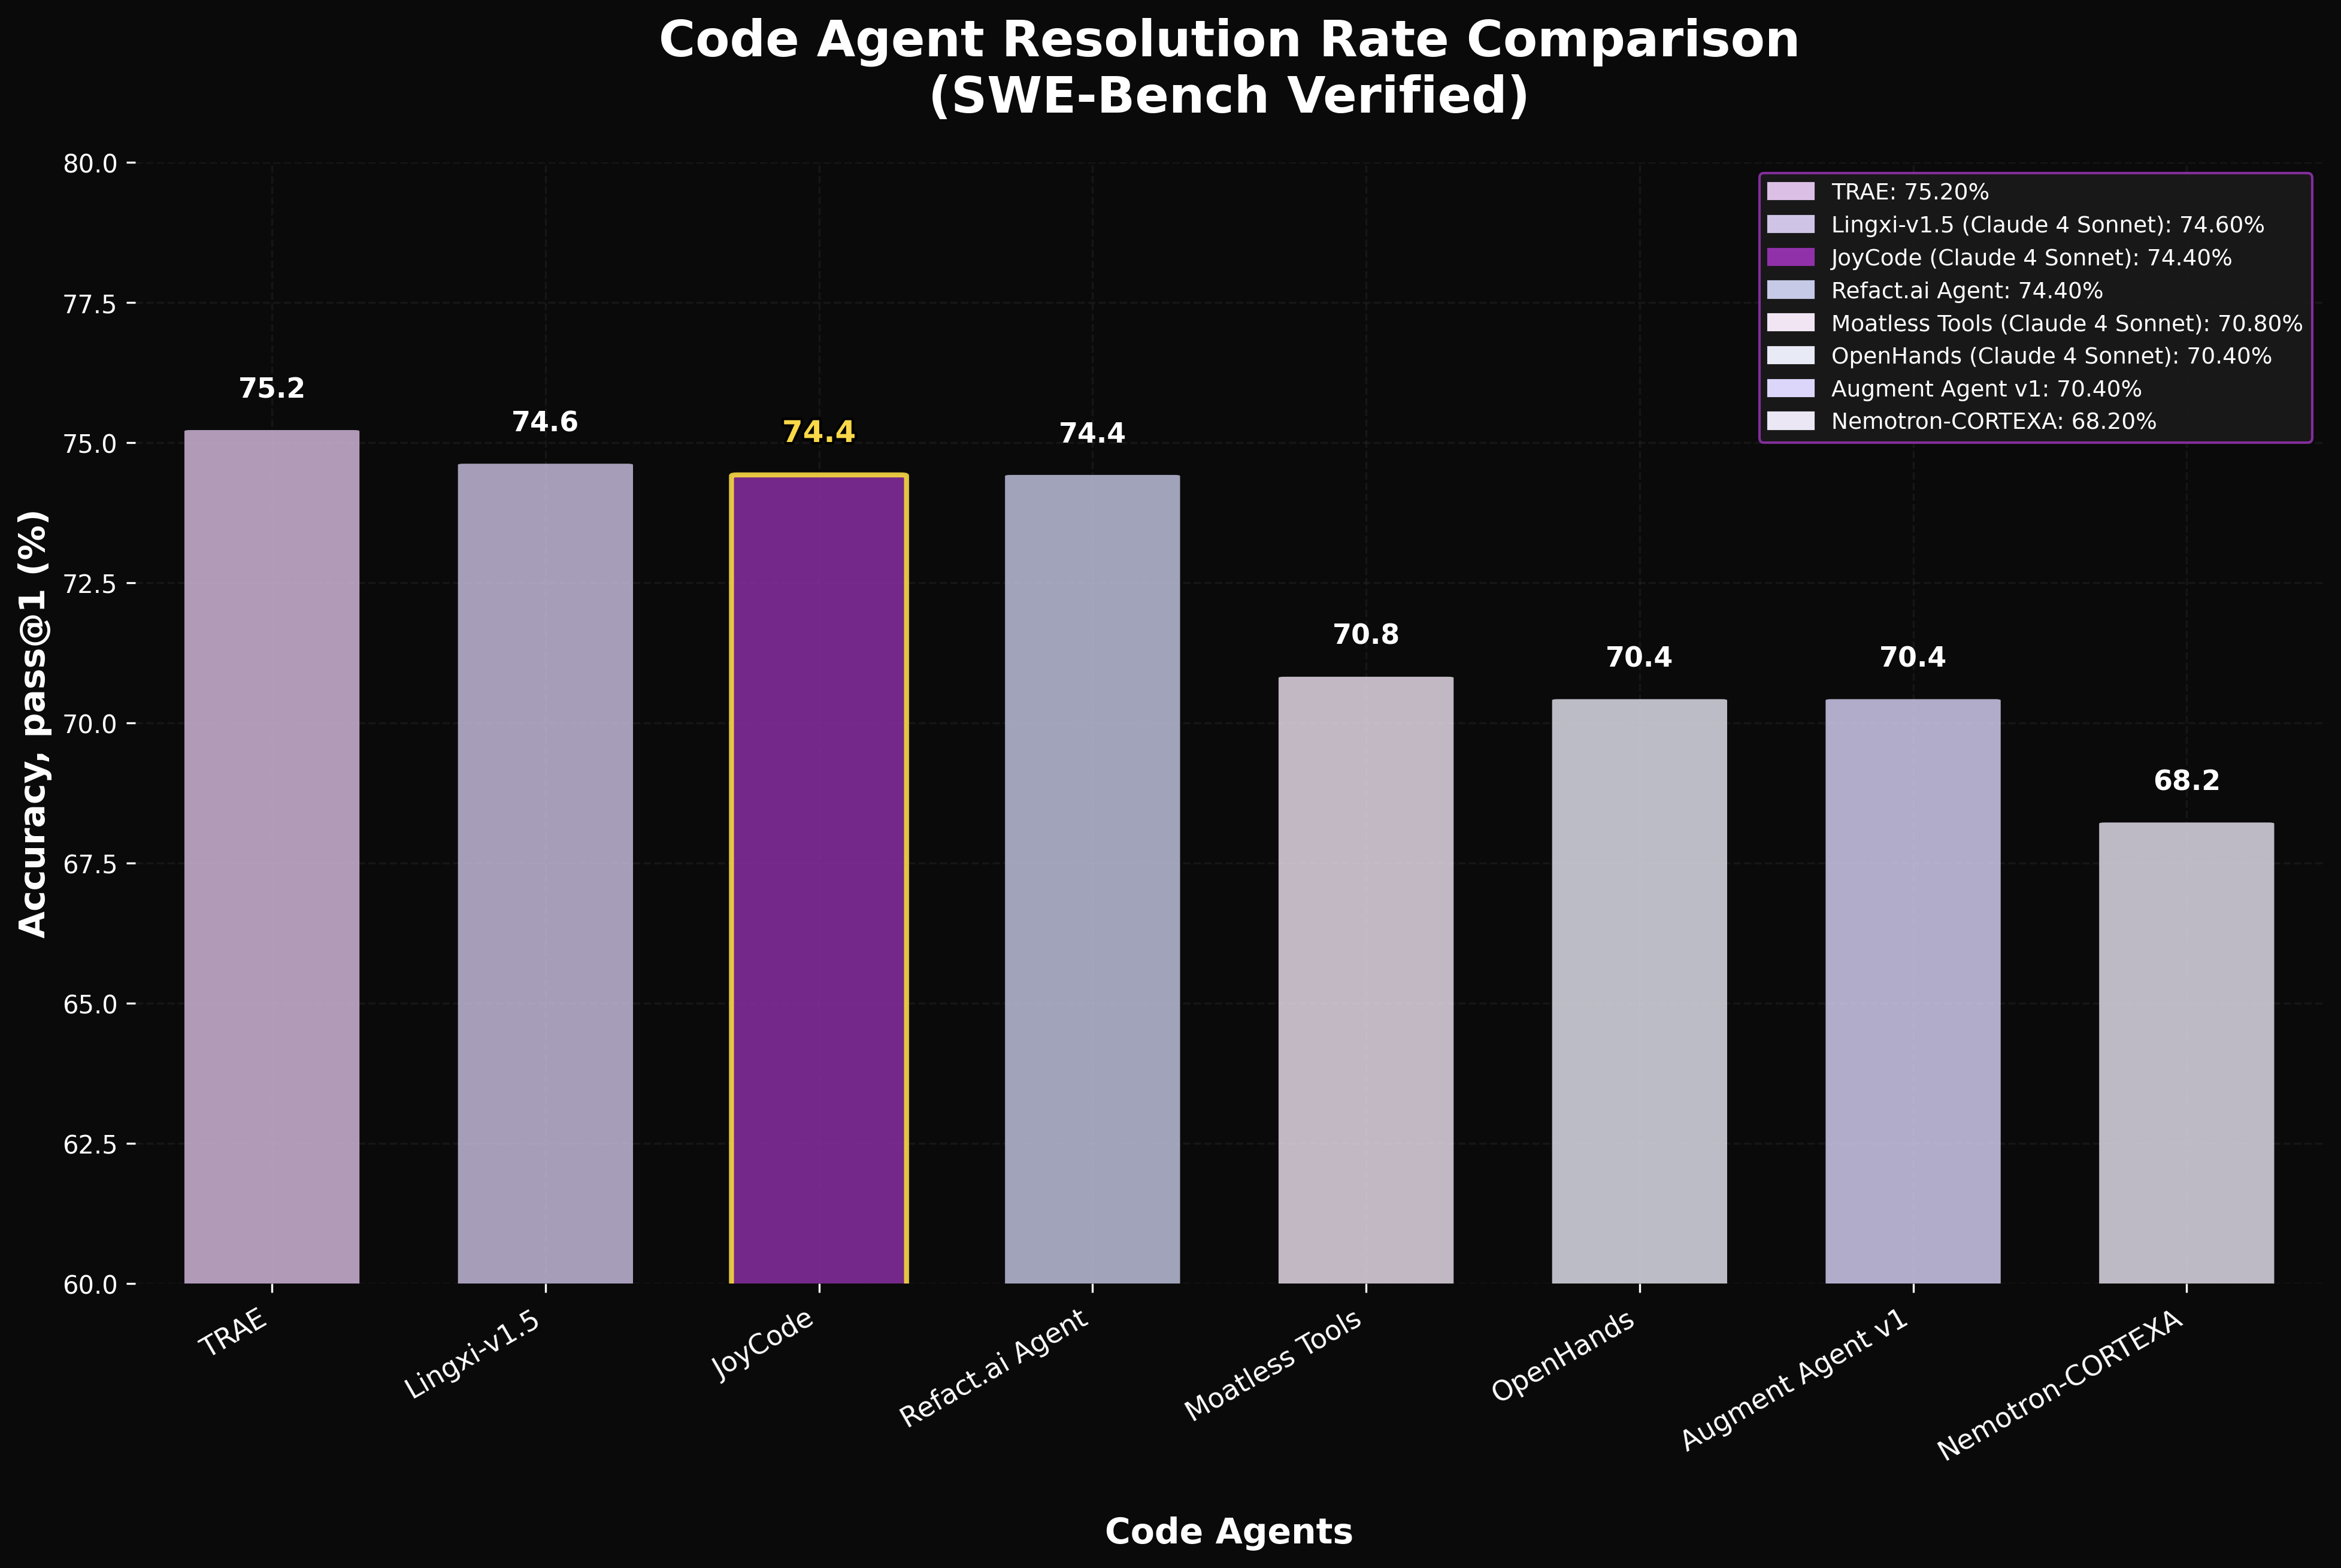 Code Agent Resolution Rate Comparison
(SWE-Bench Verified)
Accuracy, pass@1 (%)
80.0
77.5
75.0
72.5
70.0
67.5
65.0
62.5
60.0
TRAE: 75.20%
Lingxi-v1.5 (Claude 4 Sonnet): 74.60%
JoyCode (Claude 4 Sonnet): 74.40%
Refact.ai Agent: 74.40%
Moatless Tools (Claude 4 Sonnet): 70.80%
OpenHands (Claude 4 Sonnet): 70.40%
Augment Agent v1: 70.40%
Nemotron-CORTEXA: 68.20%
75.2
74.6
74.4
74.4
70.8
70.4
70.4
68.2
TRAE
Lingxi-v1.5
JoyCode
Refact.ai Agent
Moatless Tools
OpenHands
Augment Agent v1
Nemotron-CORTEXA
Code Agents